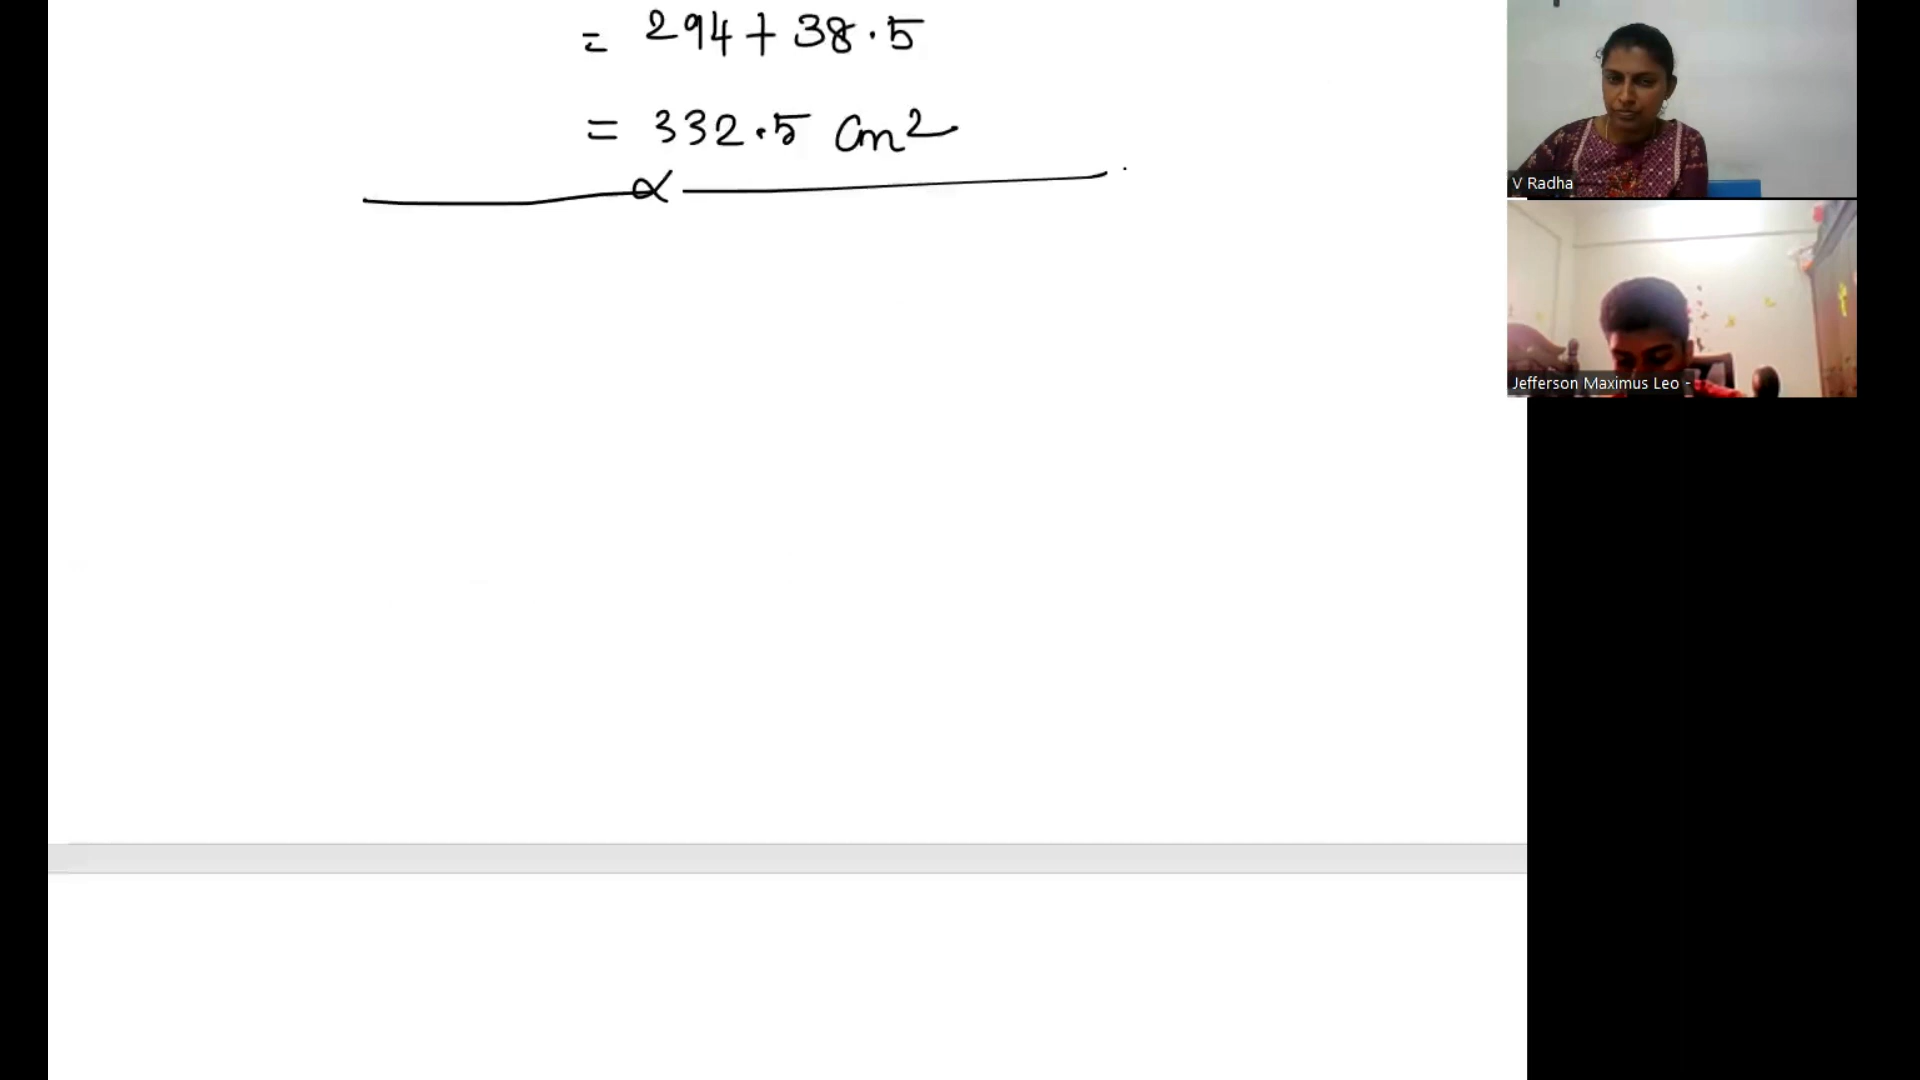 = 294 + 38.5
= 332.5 cm²
V Radha
Jefferson Maximus Leo -